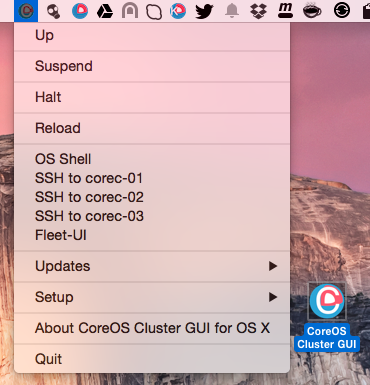 Up
Suspend
Halt
Reload
OS Shell
SSH to corec-01
SSH to corec-02
SSH to corec-03
Fleet-UI
Updates
Setup
About CoreOS Cluster GUI for OS X
Quit
CoreOS
Cluster GUI